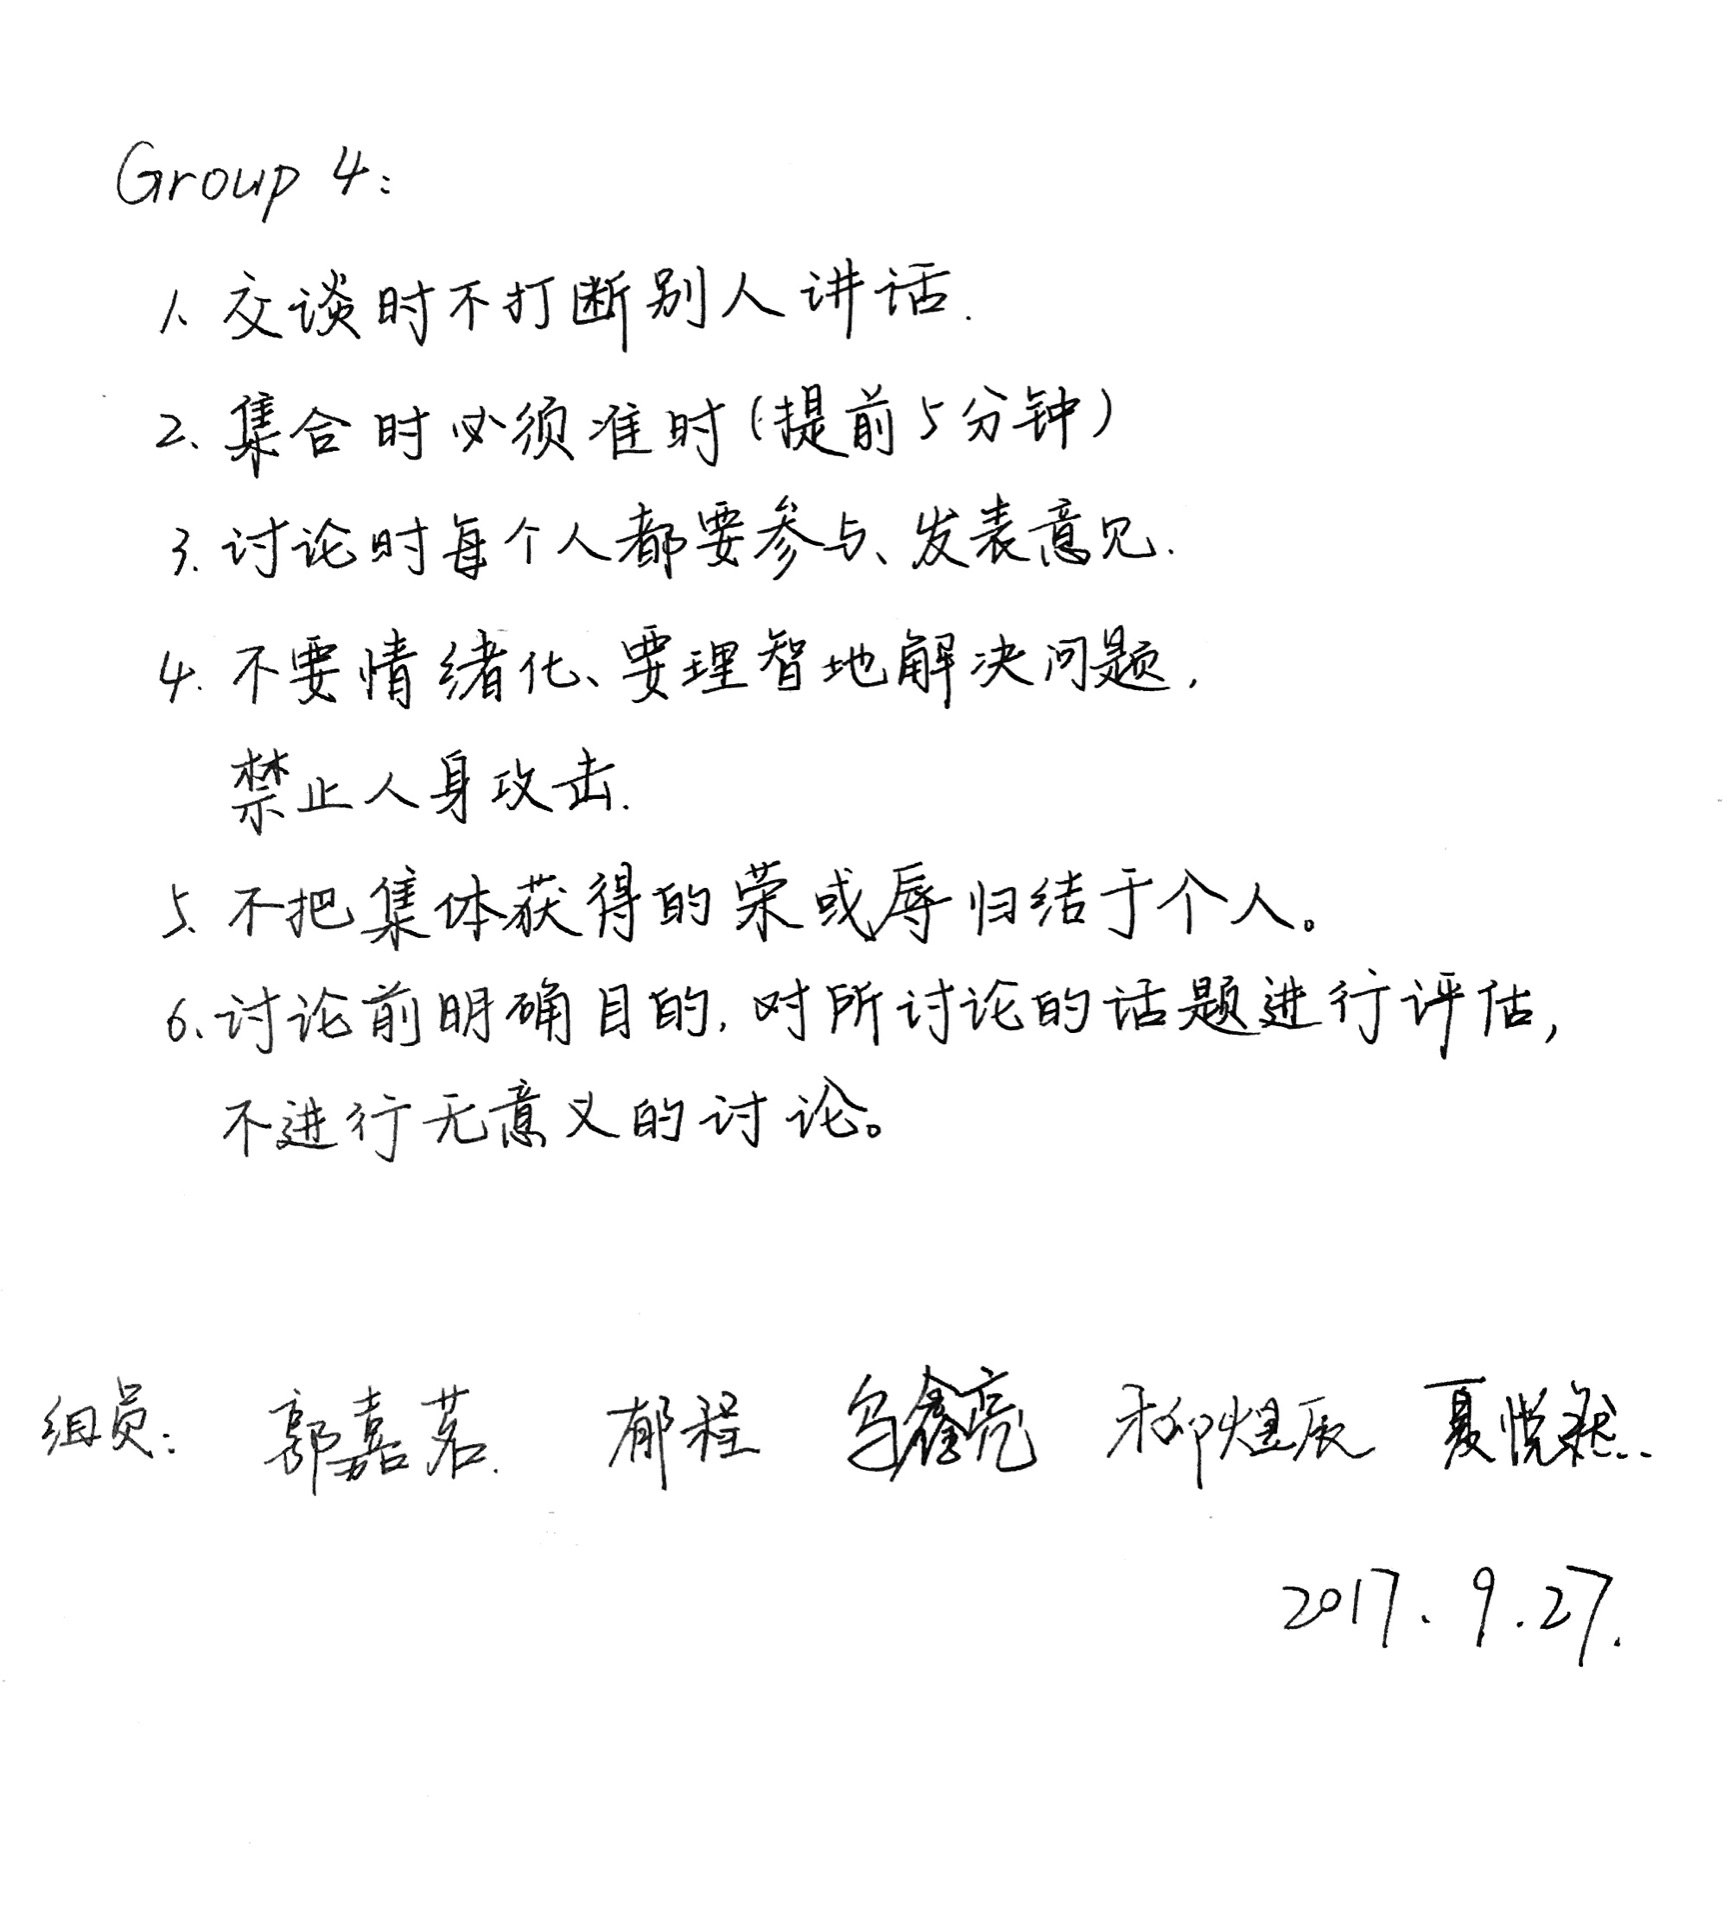 Group 4:
1、交谈时不打断别人讲话.
2、集合时必须准时(提前5分钟)
3.讨论时每个人都要参与、发表意见.
4.不要情绪化、要理智地解决问题,
禁止人身攻击.
5.不把集体获得的荣或辱归结于个人。
6、讨论前明确目的,对所讨论的话题进行评估,
不进行无意义的讨论。
组员: 郭嘉茗. 郁程 鑫亮 柳煜辰 夏悦然
2017.9.27.